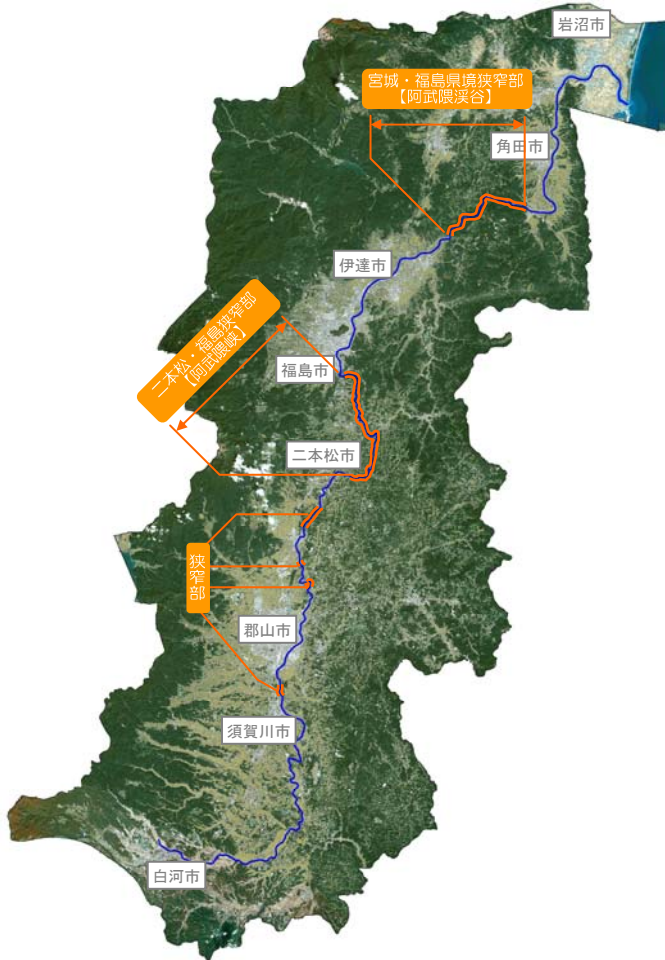 岩沼市
宮城・福島県境狭窄部
【阿武隈渓谷】
角田市
伊達市
二本松・福島狭窄部
【阿武隈峡】
福島市
二本松市
狭窄部
郡山市
須賀川市
白河市